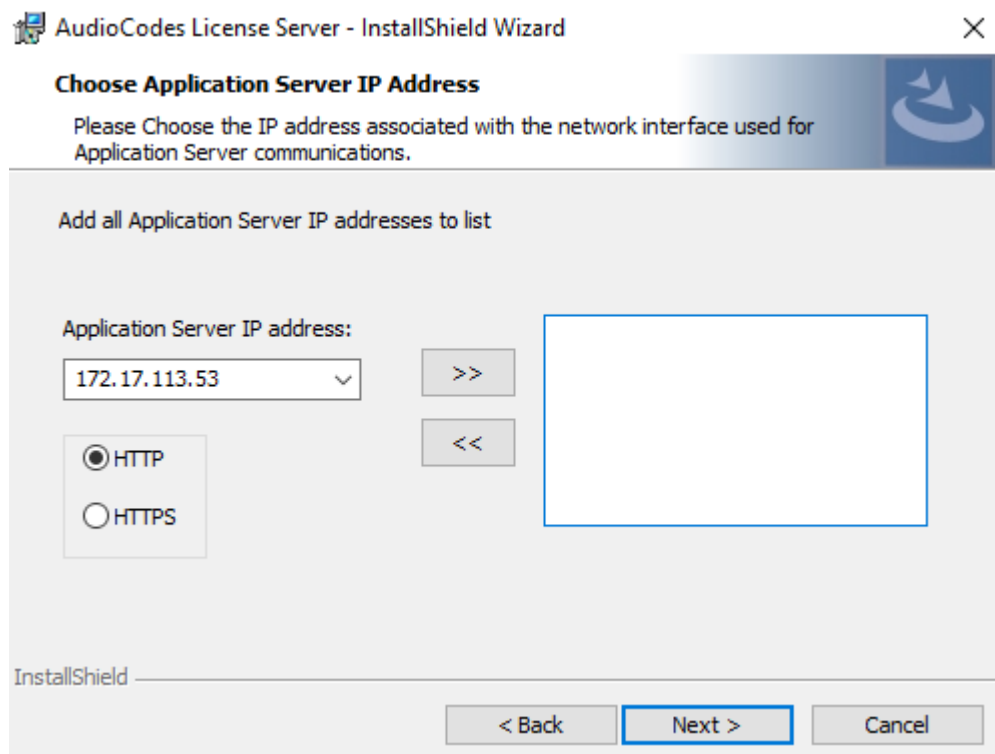 AudioCodes License Server - InstallShield Wizard
Choose Application Server IP Address
Please Choose the IP address associated with the network interface used for
Application Server communications.
Add all Application Server IP addresses to list
Application Server IP address:
172.17.113.53
>>
<<
HTTP
HTTPS
InstallShield
< Back
Next >
Cancel